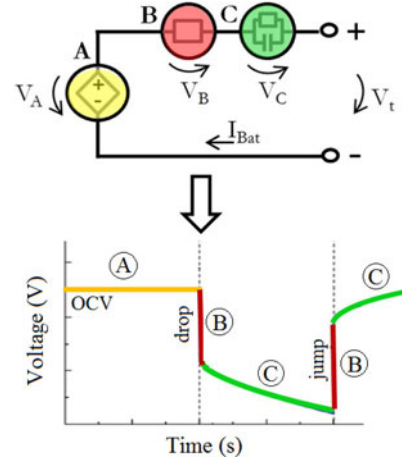 B C
A +
V_A + - V_B V_C V_t
I_Bat -
A C
OCV
drop B jump B
C
Voltage (V)
Time (s)